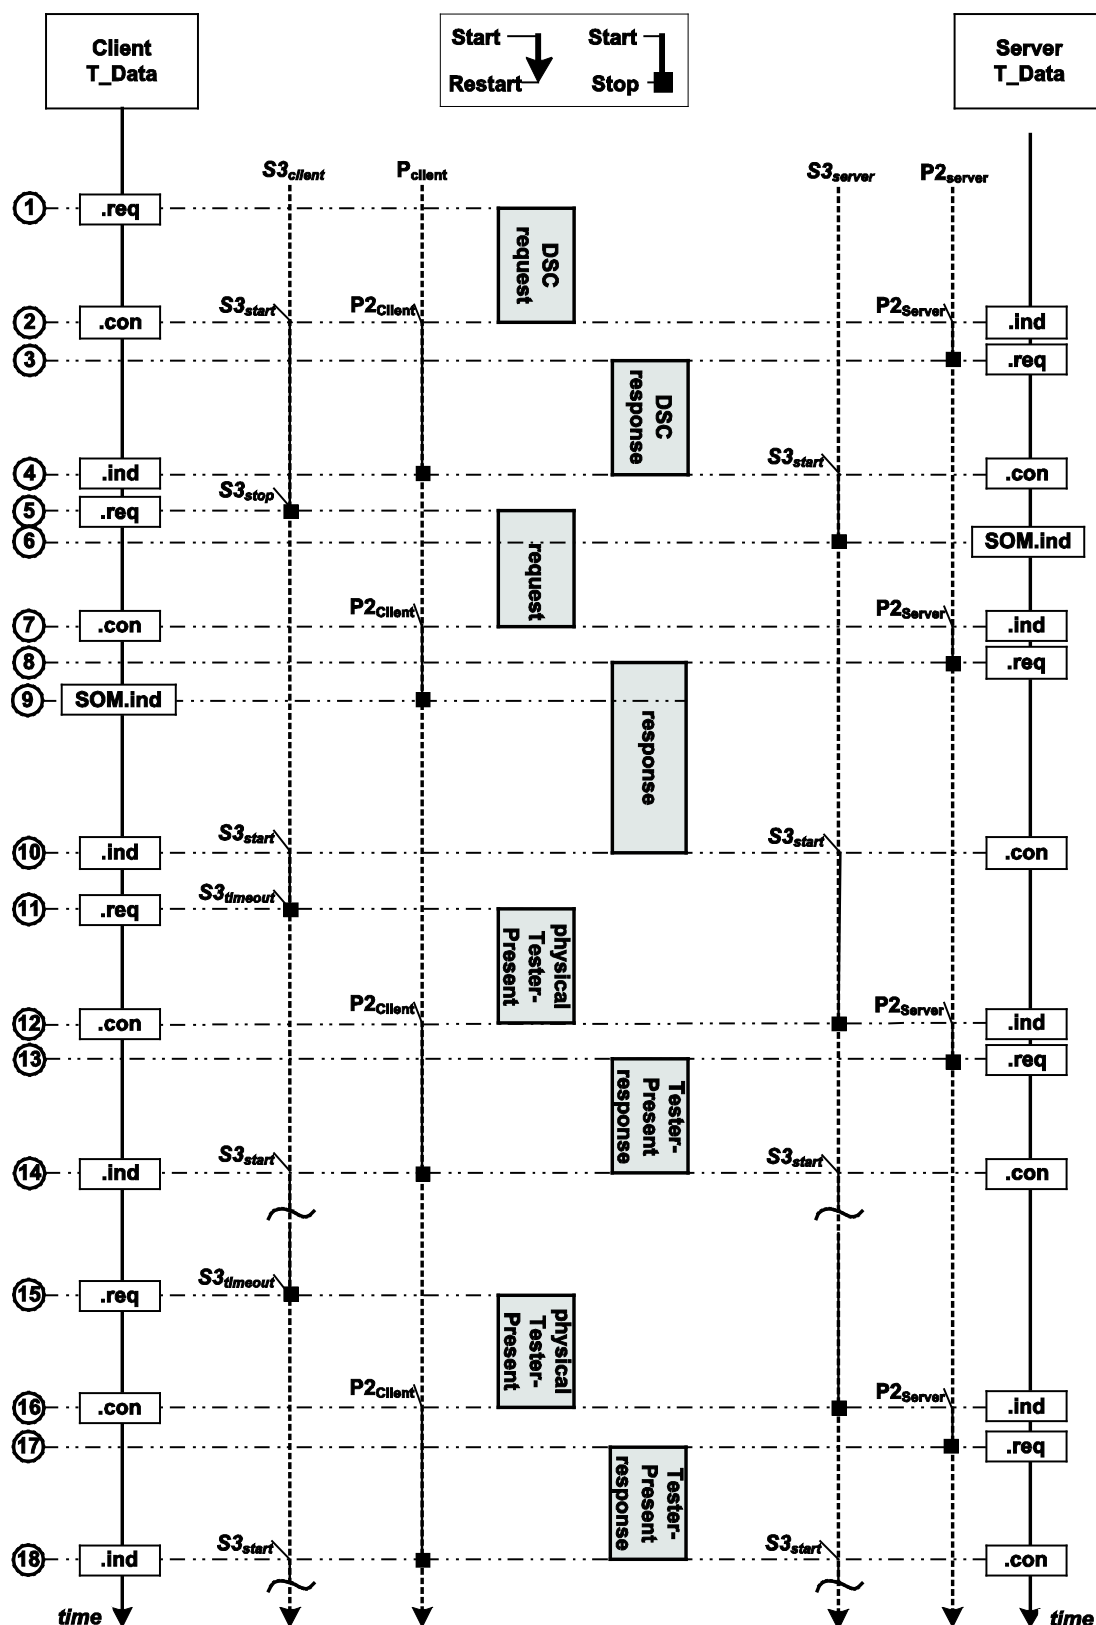 Client
T_Data
Start
Restart
Start
Stop
Server
T_Data
S3client
Pclient
S3server
P2server
1 .req
DSC
request
2 .con S3start P2Client P2Server .ind
3 .req
DSC
response
4 .ind S3start .con
5 .req S3stop
6 SOM.ind
request
7 .con P2Client P2Server .ind
8 .req
9 SOM.ind
response
10 .ind S3start S3start .con
11 .req S3timeout
physical
Tester-
Present
12 .con P2Client P2Server .ind
13 .req
Tester-
Present
response
14 .ind S3start S3start .con
15 .req S3timeout
physical
Tester-
Present
16 .con P2Client P2Server .ind
17 .req
Tester-
Present
response
18 .ind S3start S3start .con
time time